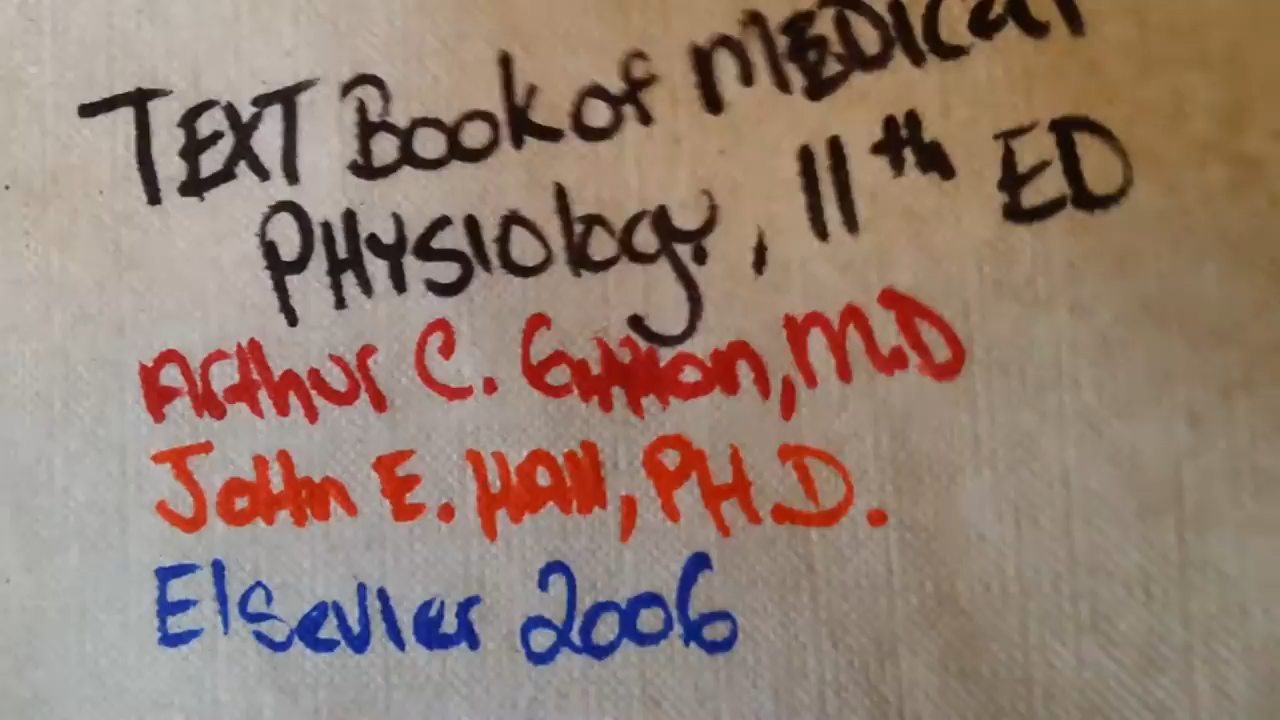 TEXT Book of MEDICal
PHYSIOlogy, 11th ED
Arthur C. Guyton, M.D
John E. HAll, PH.D.
Elsevier 2006